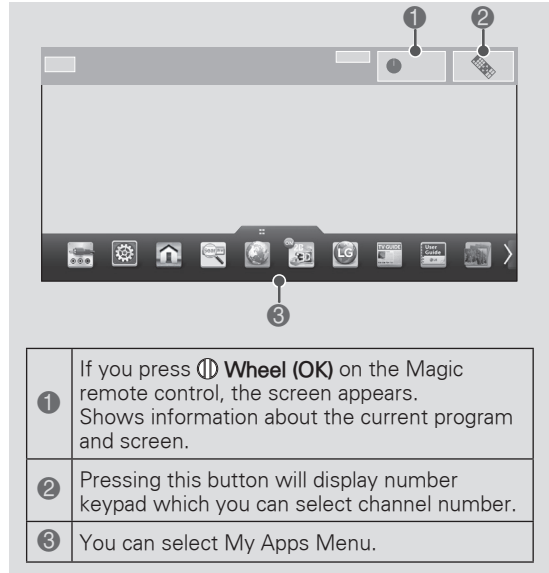 ❶ ❷
LG TV GUIDE User Guide
❸
❶ If you press Wheel (OK) on the Magic
remote control, the screen appears.
Shows information about the current program
and screen.
❷ Pressing this button will display number
keypad which you can select channel number.
❸ You can select My Apps Menu.